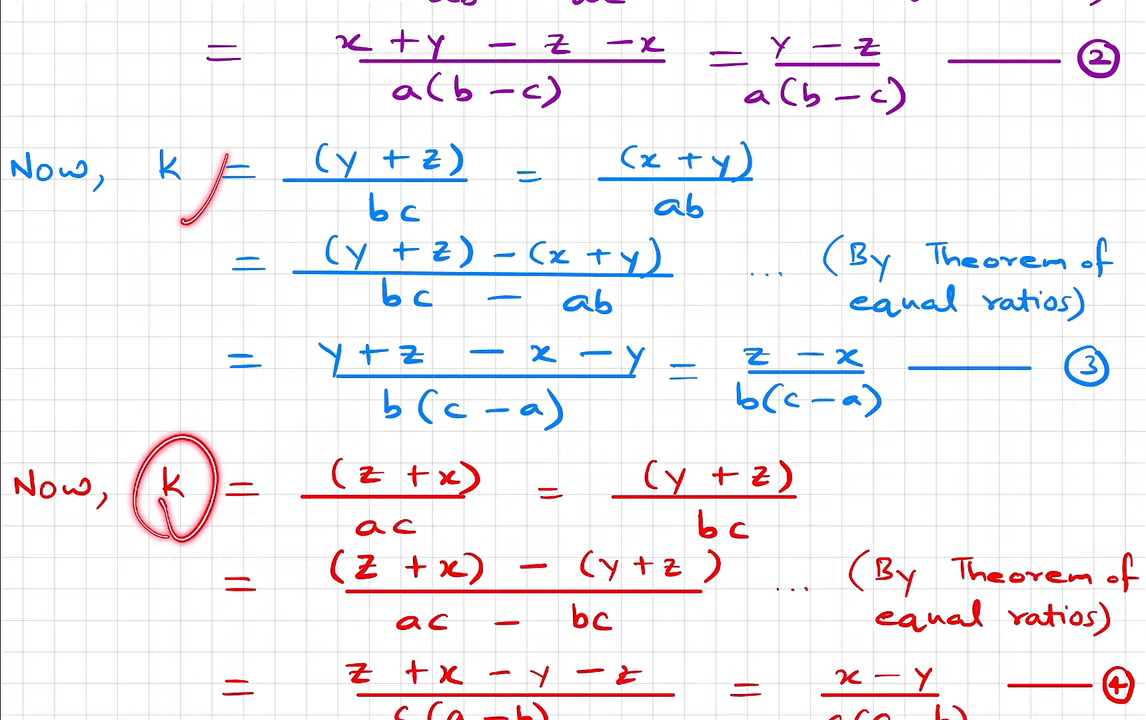 = x + y - z - x / a(b - c) = y - z / a(b - c) —— ②
Now, k = (y + z) / bc = (x + y) / ab
= (y + z) - (x + y) / bc - ab ... (By Theorem of equal ratios)
= y + z - x - y / b(c - a) = z - x / b(c - a) —— ③
Now, k = (z + x) / ac = (y + z) / bc
= (z + x) - (y + z) / ac - bc ... (By Theorem of equal ratios)
= z + x - y - z / c(a - b) = x - y —— ④